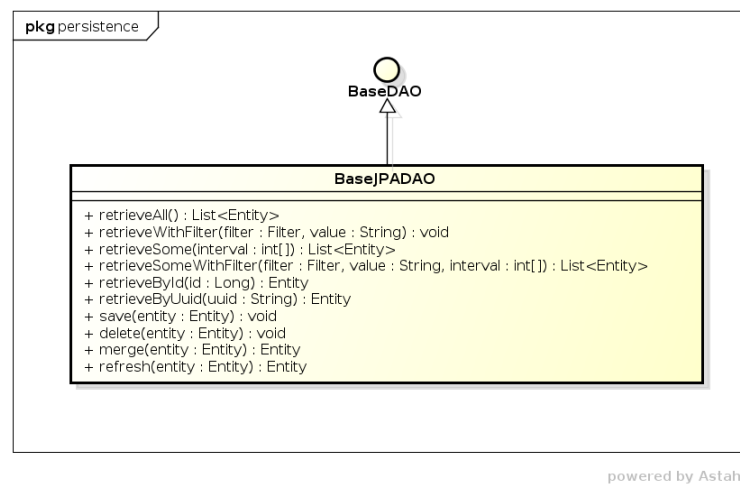 pkg persistence
BaseDAO
BaseJPADAO
+ retrieveAll() : List<Entity>
+ retrieveWithFilter(filter : Filter, value : String) : void
+ retrieveSome(interval : int[]) : List<Entity>
+ retrieveSomeWithFilter(filter : Filter, value : String, interval : int[]) : List<Entity>
+ retrieveById(id : Long) : Entity
+ retrieveByUuid(uuid : String) : Entity
+ save(entity : Entity) : void
+ delete(entity : Entity) : void
+ merge(entity : Entity) : Entity
+ refresh(entity : Entity) : Entity
powered by Astah